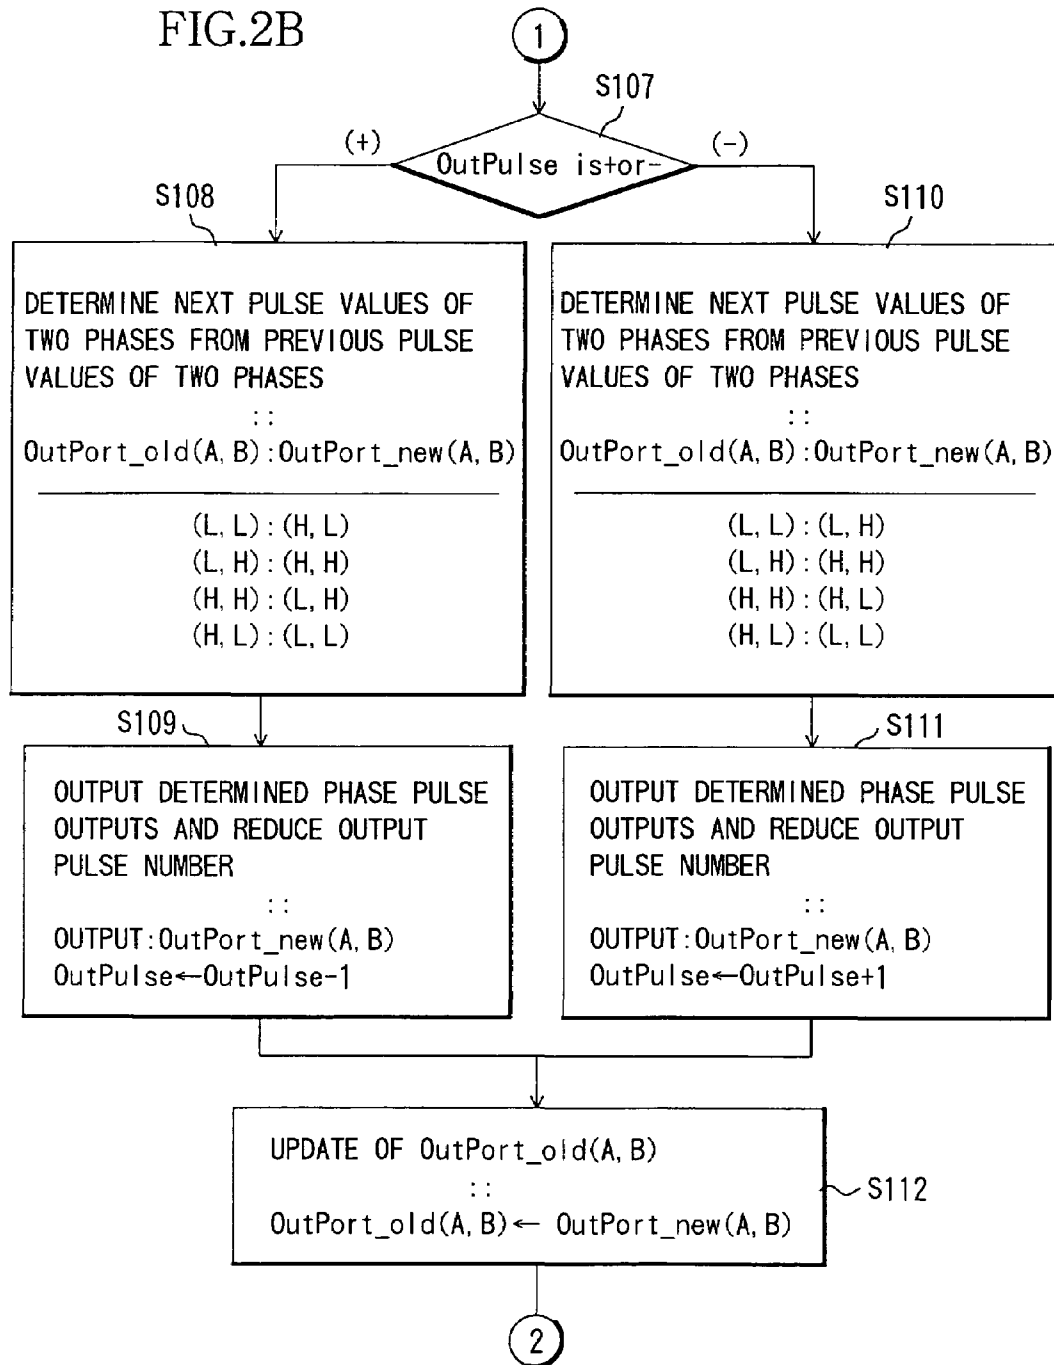 FIG.2B
1
S107
(+)
(-)
OutPulse is+or-
S108
DETERMINE NEXT PULSE VALUES OF
TWO PHASES FROM PREVIOUS PULSE
VALUES OF TWO PHASES
::
OutPort_old(A, B):OutPort_new(A, B)
(L, L):(H, L)
(L, H):(H, H)
(H, H):(L, H)
(H, L):(L, L)
S110
DETERMINE NEXT PULSE VALUES OF
TWO PHASES FROM PREVIOUS PULSE
VALUES OF TWO PHASES
::
OutPort_old(A, B):OutPort_new(A, B)
(L, L):(L, H)
(L, H):(H, H)
(H, H):(H, L)
(H, L):(L, L)
S109
OUTPUT DETERMINED PHASE PULSE
OUTPUTS AND REDUCE OUTPUT
PULSE NUMBER
::
OUTPUT:OutPort_new(A, B)
OutPulse←OutPulse-1
S111
OUTPUT DETERMINED PHASE PULSE
OUTPUTS AND REDUCE OUTPUT
PULSE NUMBER
::
OUTPUT:OutPort_new(A, B)
OutPulse←OutPulse+1
UPDATE OF OutPort_old(A, B)
::
OutPort_old(A, B)← OutPort_new(A, B)
S112
2